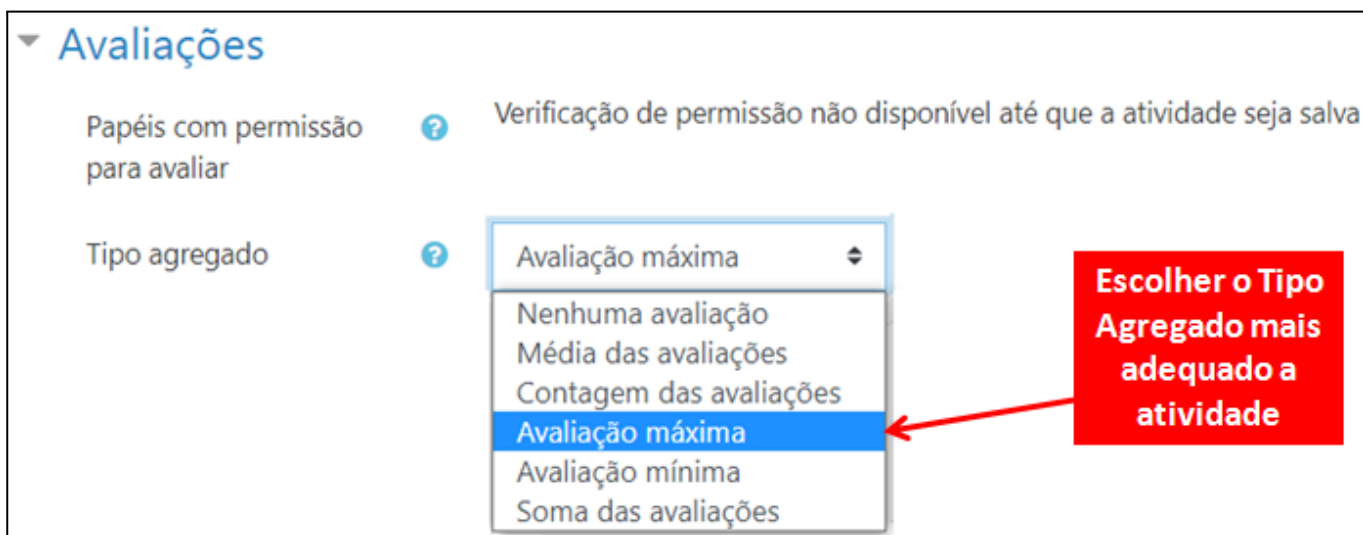 Avaliações
Papéis com permissão
para avaliar
Verificação de permissão não disponível até que a atividade seja salva
Tipo agregado
Avaliação máxima
Nenhuma avaliação
Média das avaliações
Contagem das avaliações
Avaliação máxima
Avaliação mínima
Soma das avaliações
Escolher o Tipo
Agregado mais
adequado a
atividade